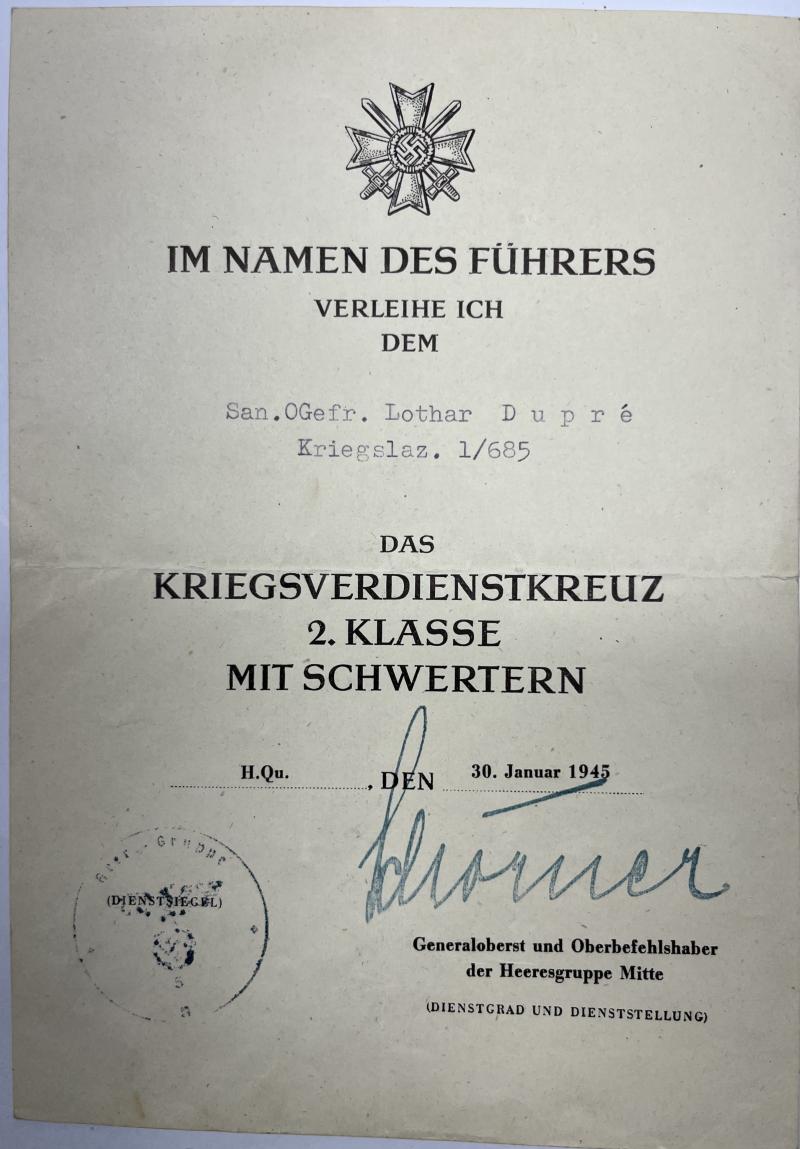 IM NAMEN DES FÜHRERS
VERLEIHE ICH
DEM
San.OGefr. Lothar D u p r é
Kriegslaz. 1/685
DAS
KRIEGSVERDIENSTKREUZ
2. KLASSE
MIT SCHWERTERN
H.Qu. , DEN 30. Januar 1945
Schörner
Gruppe
(DIENSTSIEGEL)
Generaloberst und Oberbefehlshaber
der Heeresgruppe Mitte
(DIENSTGRAD UND DIENSTSTELLUNG)